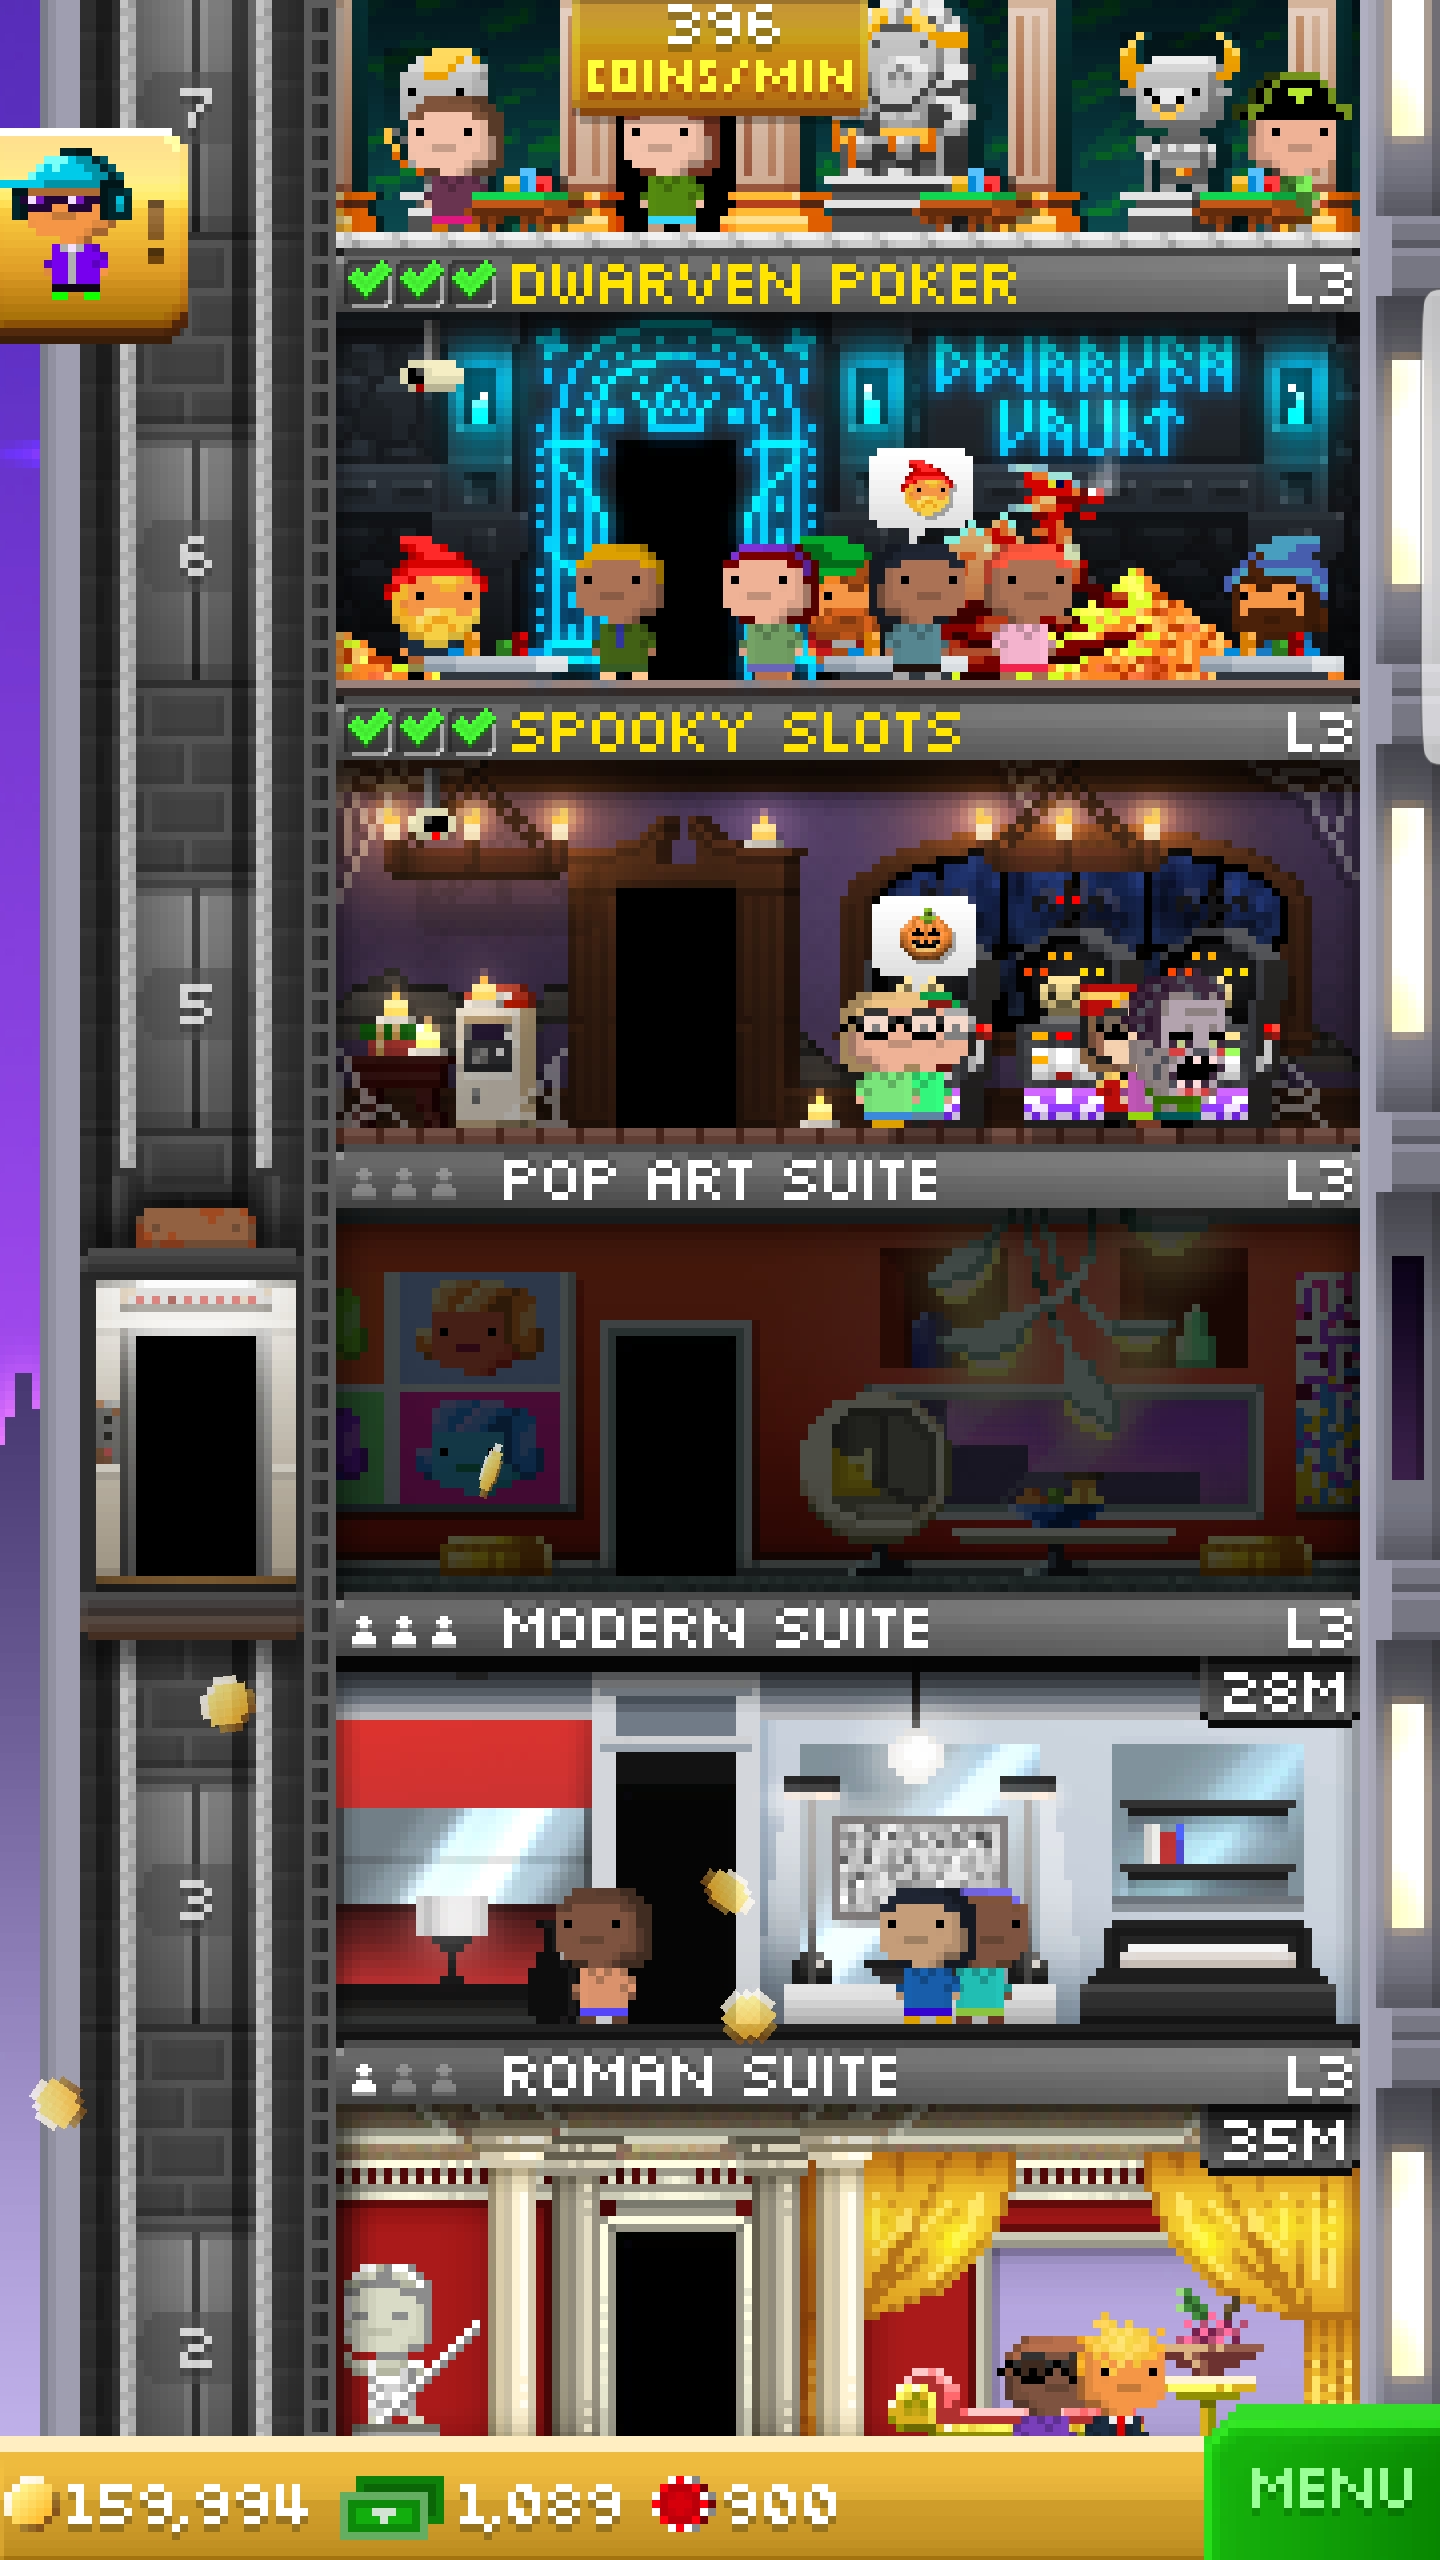 396
COINS/MIN
7
!
DWARVEN POKER L3
DWARVEN
VAULT
6
SPOOKY SLOTS L3
5
POP ART SUITE L3
MODERN SUITE L3
28M
3
ROMAN SUITE L3
35M
2
159,994 1,089 900 MENU